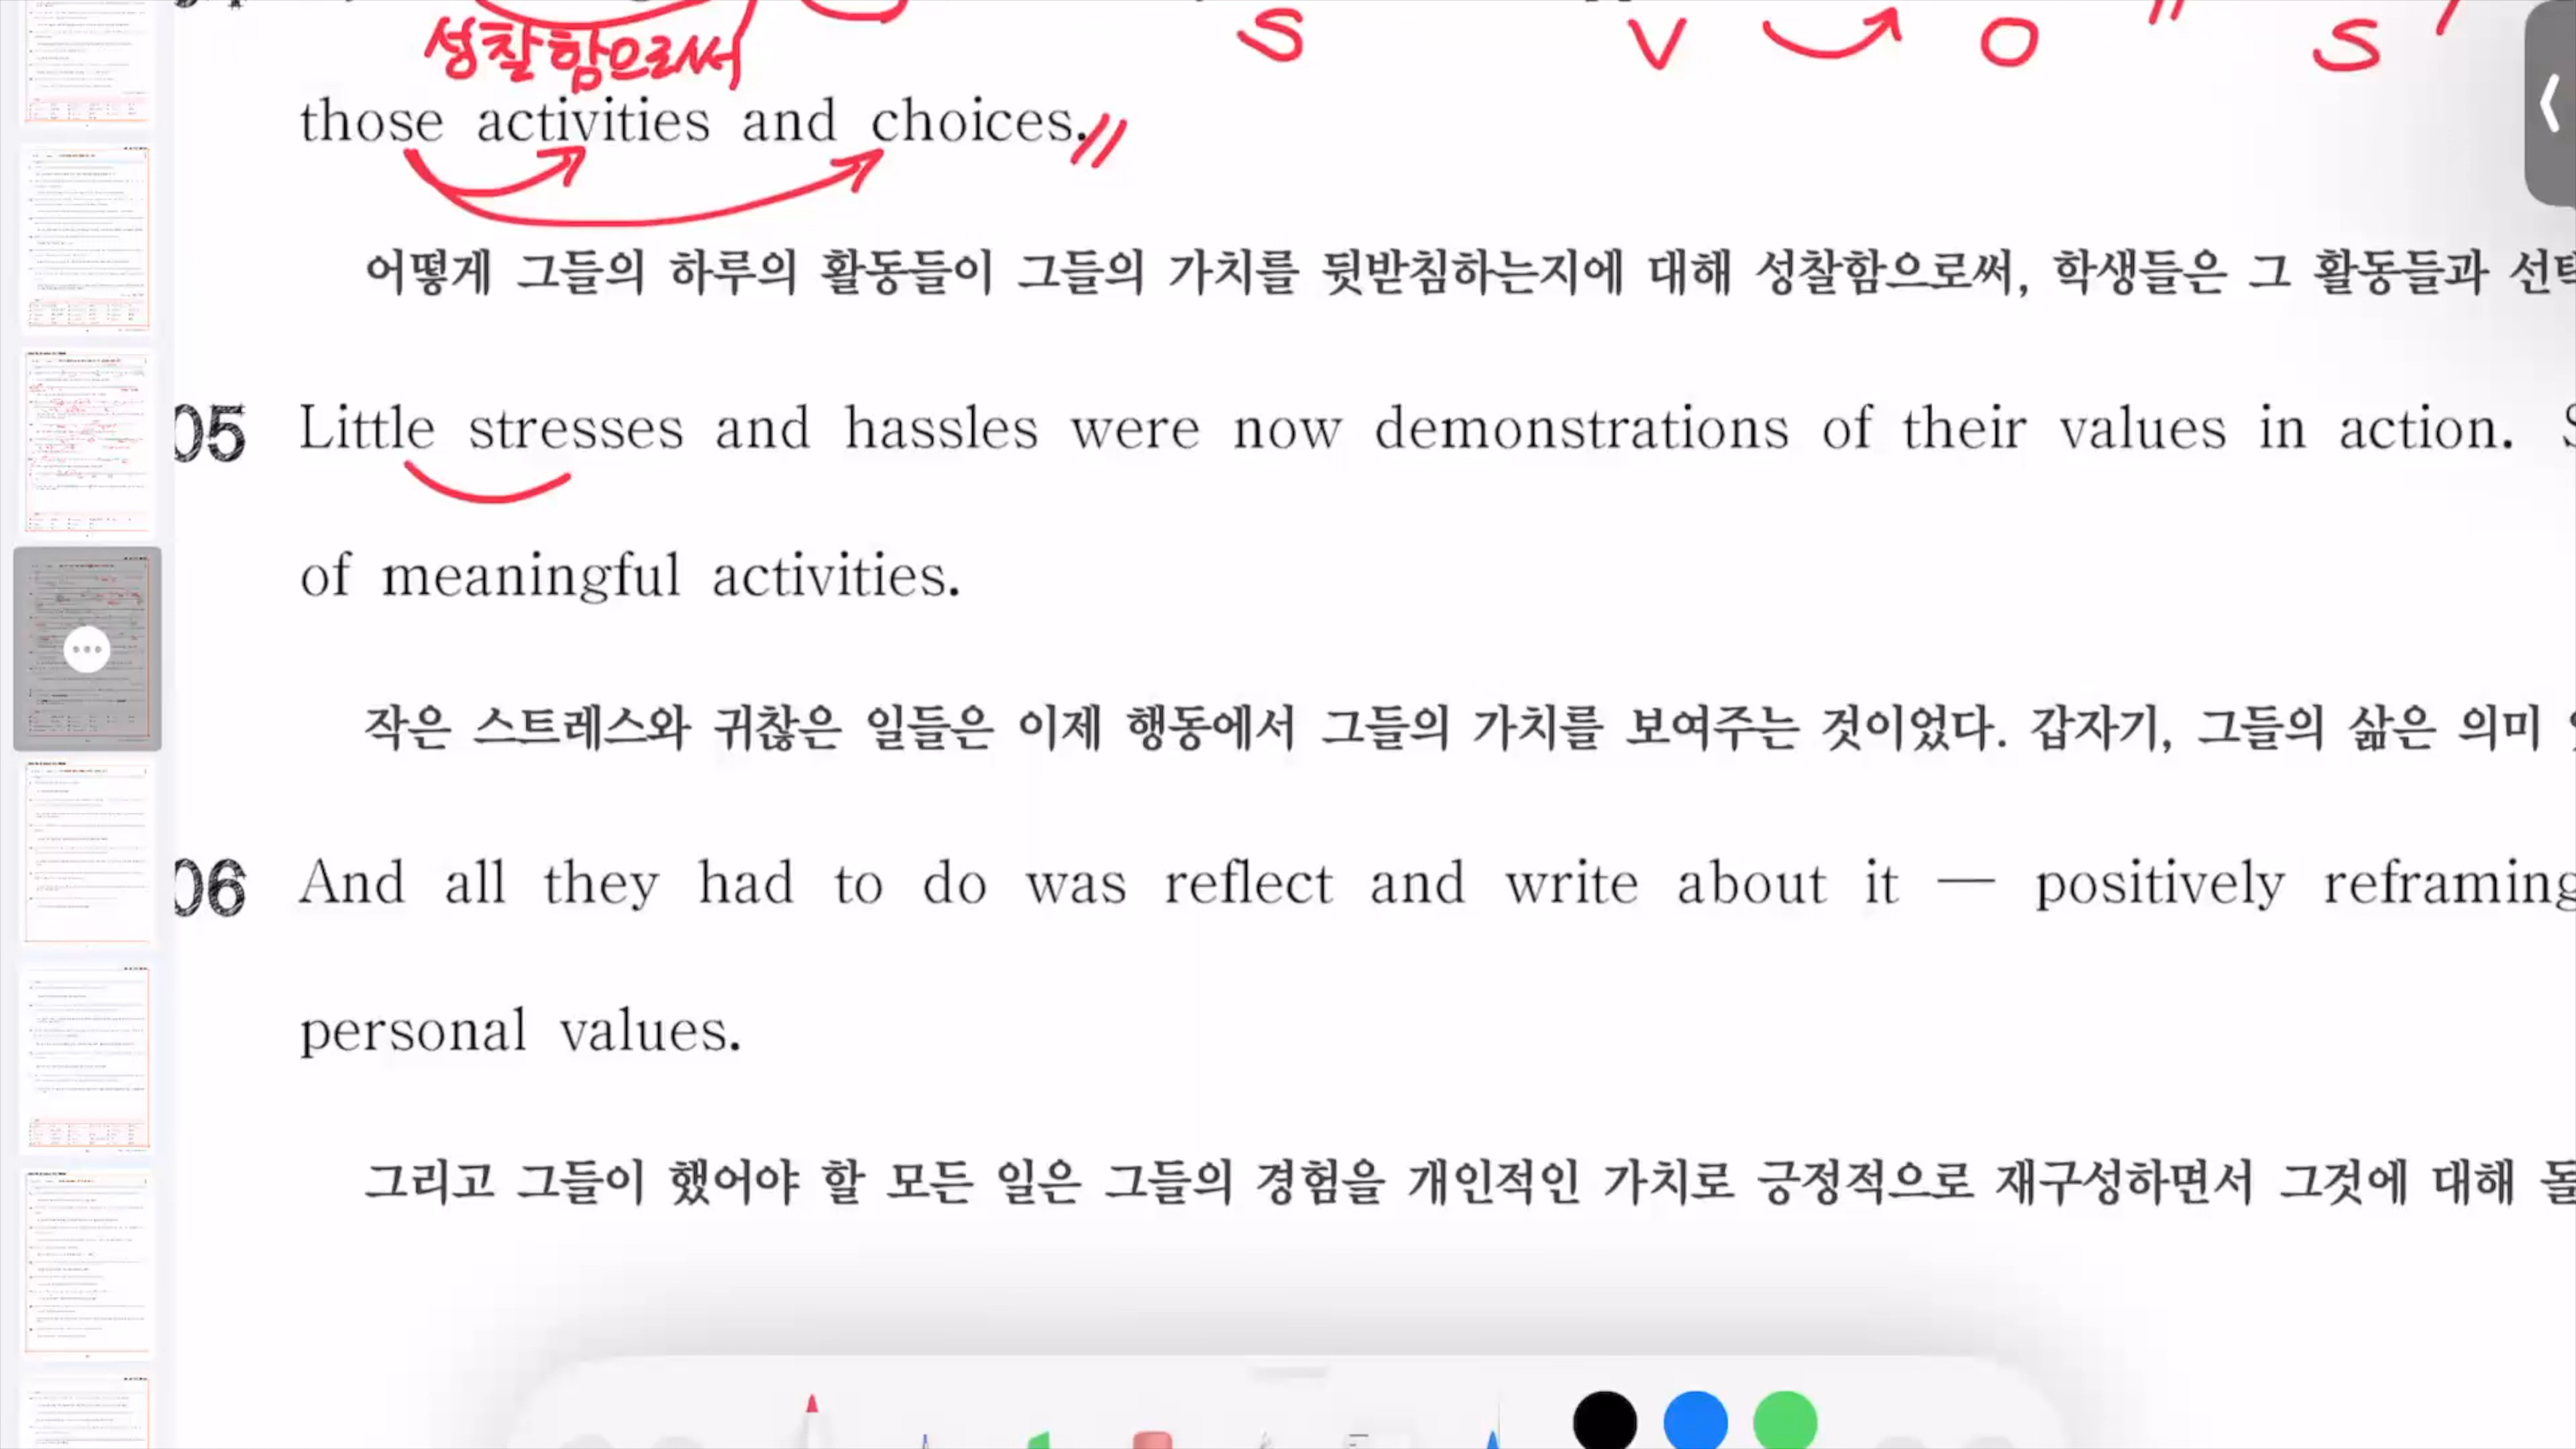 성찰함으로써
S
V
O
S
those activities and choices.
어떻게 그들의 하루의 활동들이 그들의 가치를 뒷받침하는지에 대해 성찰함으로써, 학생들은 그 활동들과
05 Little stresses and hassles were now demonstrations of their values in action.
of meaningful activities.
작은 스트레스와 귀찮은 일들은 이제 행동에서 그들의 가치를 보여주는 것이었다. 갑자기, 그들의 삶은 의미
06 And all they had to do was reflect and write about it — positively reframing
personal values.
그리고 그들이 했어야 할 모든 일은 그들의 경험을 개인적인 가치로 긍정적으로 재구성하면서 그것에 대해